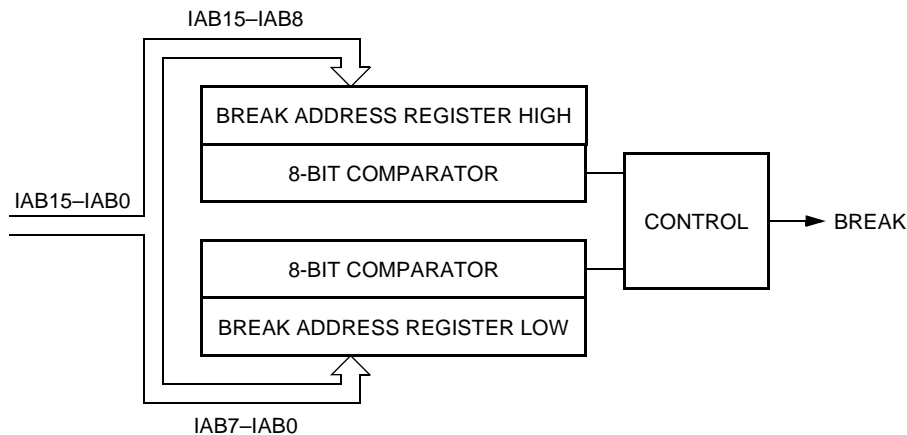 IAB15–IAB8
BREAK ADDRESS REGISTER HIGH
8-BIT COMPARATOR
IAB15–IAB0
CONTROL
BREAK
8-BIT COMPARATOR
BREAK ADDRESS REGISTER LOW
IAB7–IAB0